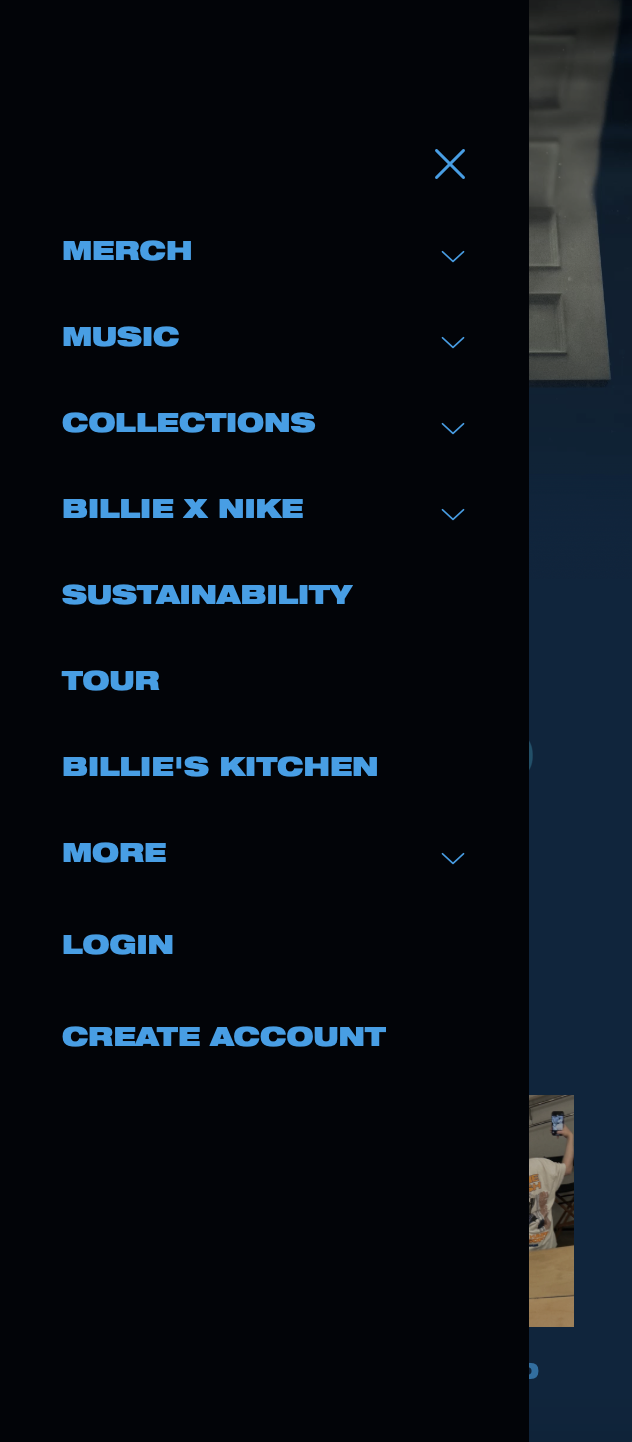 MERCH
MUSIC
COLLECTIONS
BILLIE X NIKE
SUSTAINABILITY
TOUR
BILLIE'S KITCHEN
MORE
LOGIN
CREATE ACCOUNT